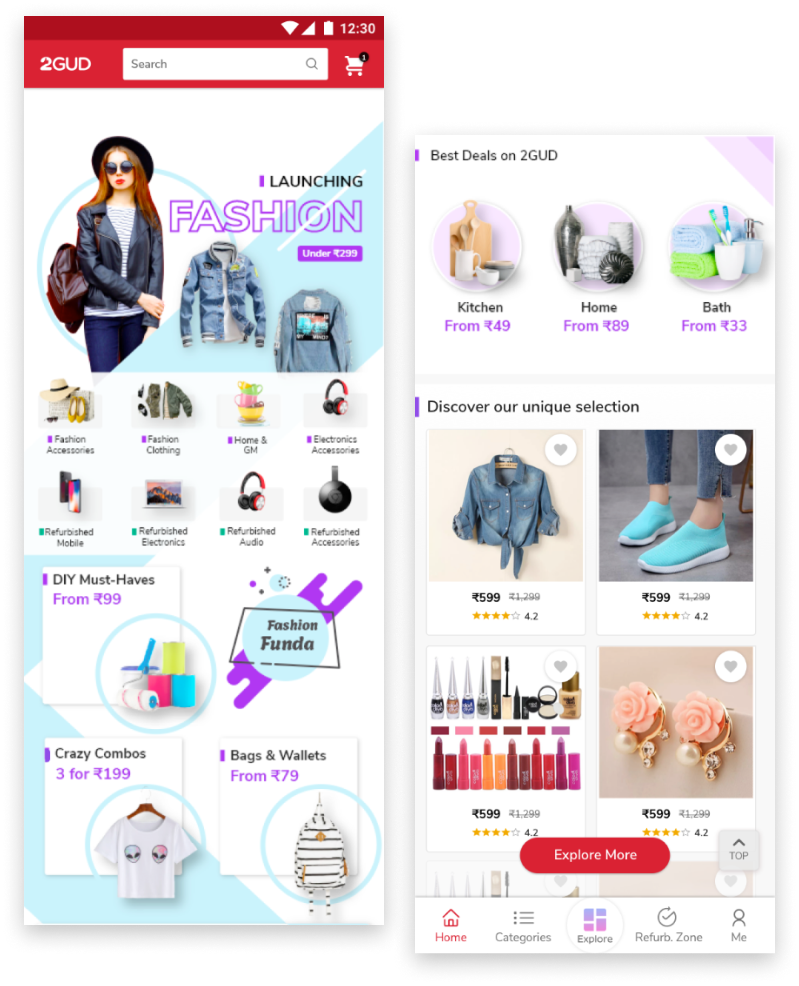 12:30
2GUD
Search
1
LAUNCHING
FASHION
Under ₹299
Fashion
Accessories
Fashion
Clothing
Home &
GM
Electronics
Accessories
Refurbished
Mobile
Refurbished
Electronics
Refurbished
Audio
Refurbished
Accessories
DIY Must-Haves
From ₹99
Fashion
Funda
Crazy Combos
3 for ₹199
Bags & Wallets
From ₹79
Best Deals on 2GUD
Kitchen
From ₹49
Home
From ₹89
Bath
From ₹33
Discover our unique selection
₹599 ₹1,299
4.2
₹599 ₹1,299
4.2
₹599 ₹1,299
4.2
₹599 ₹1,299
4.2
Explore More
TOP
Home
Categories
Explore
Refurb. Zone
Me